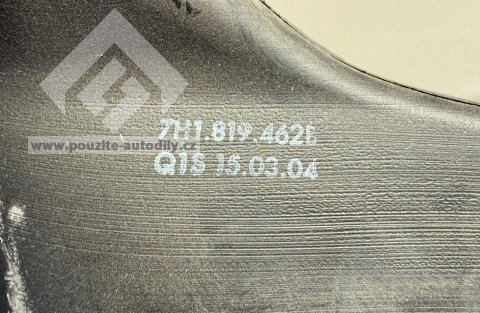 7H1.819.462E
www.pouzite-autodily.cz
Q1S 15.03.04